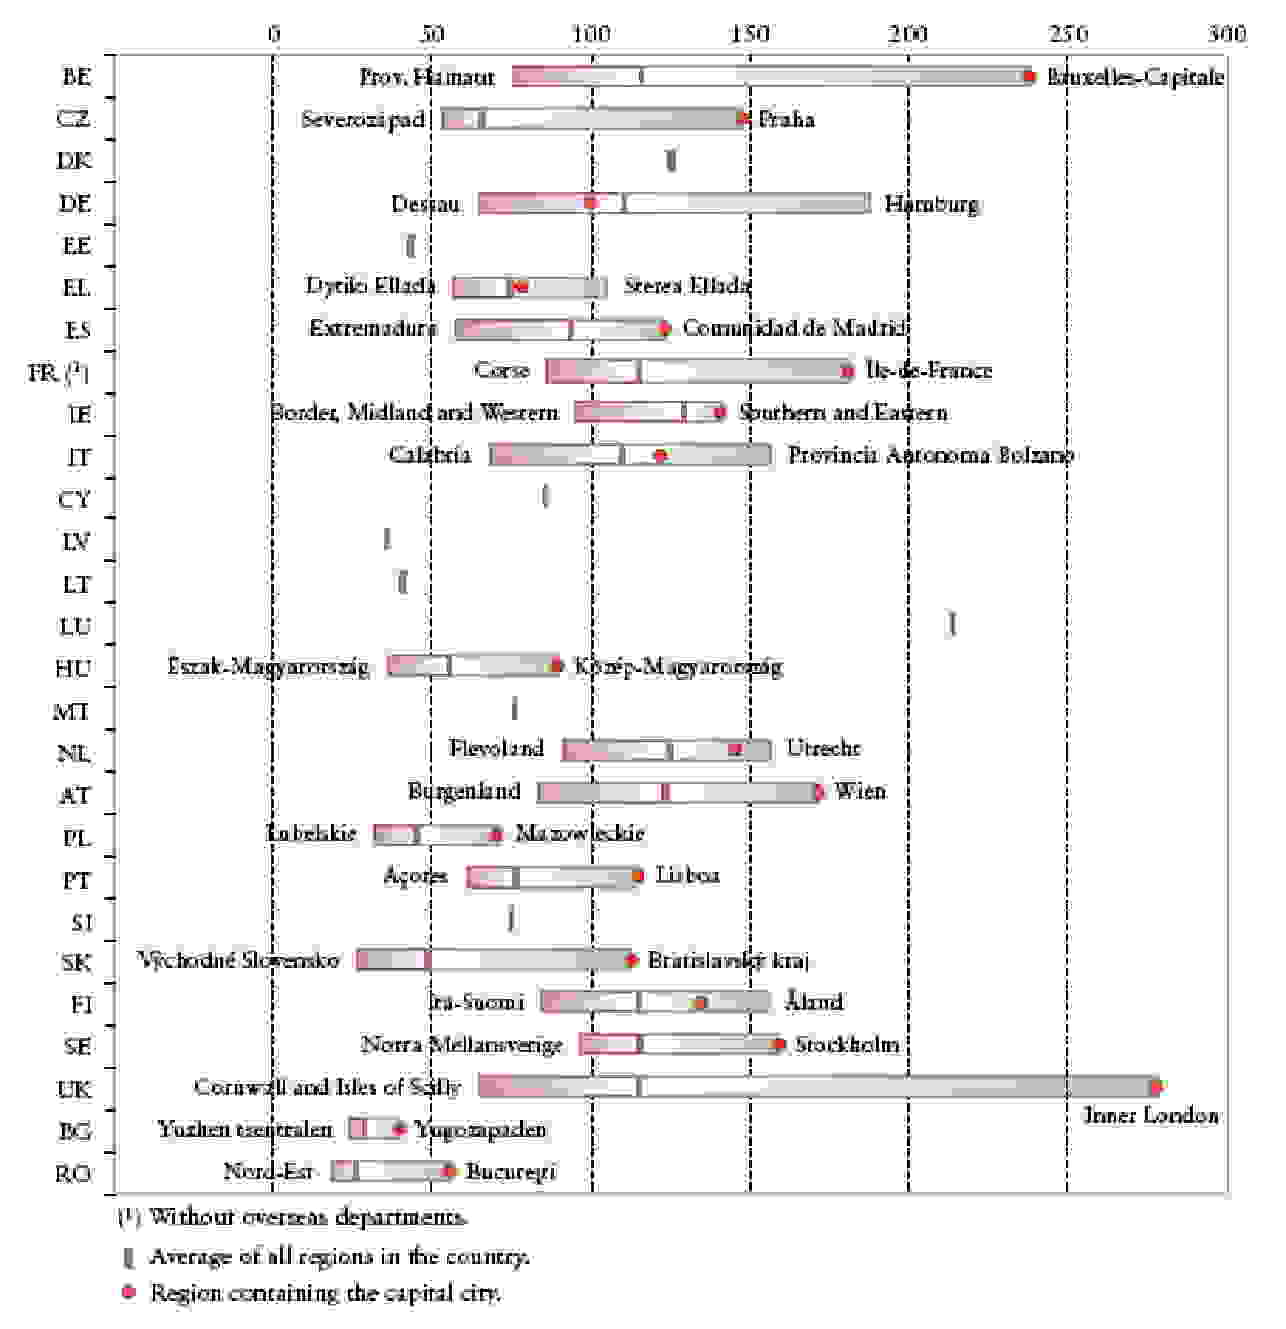 0 50 100 150 200 250 300
BE Prov. Hainaut Bruxelles-Capitale
CZ Severozápad Praha
DK
DE Dessau Hamburg
EE
EL Dytiki Ellada Sterea Ellada
ES Extremadura Comunidad de Madrid
FR (¹) Corse Île-de-France
IE Border, Midland and Western Southern and Eastern
IT Calabria Provincia Autonoma Bolzano
CY
LV
LT
LU
HU Észak-Magyarország Közép-Magyarország
MT
NL Flevoland Utrecht
AT Burgenland Wien
PL Lubelskie Mazowieckie
PT Açores Lisboa
SI
SK Východné Slovensko Bratislavský kraj
FI Itä-Suomi Åland
SE Norra Mellansverige Stockholm
UK Cornwall and Isles of Scilly
Inner London
BG Yuzhen tsentralen Yugozapaden
RO Nord-Est Bucureşti
(¹) Without overseas departments.
Average of all regions in the country.
Region containing the capital city.